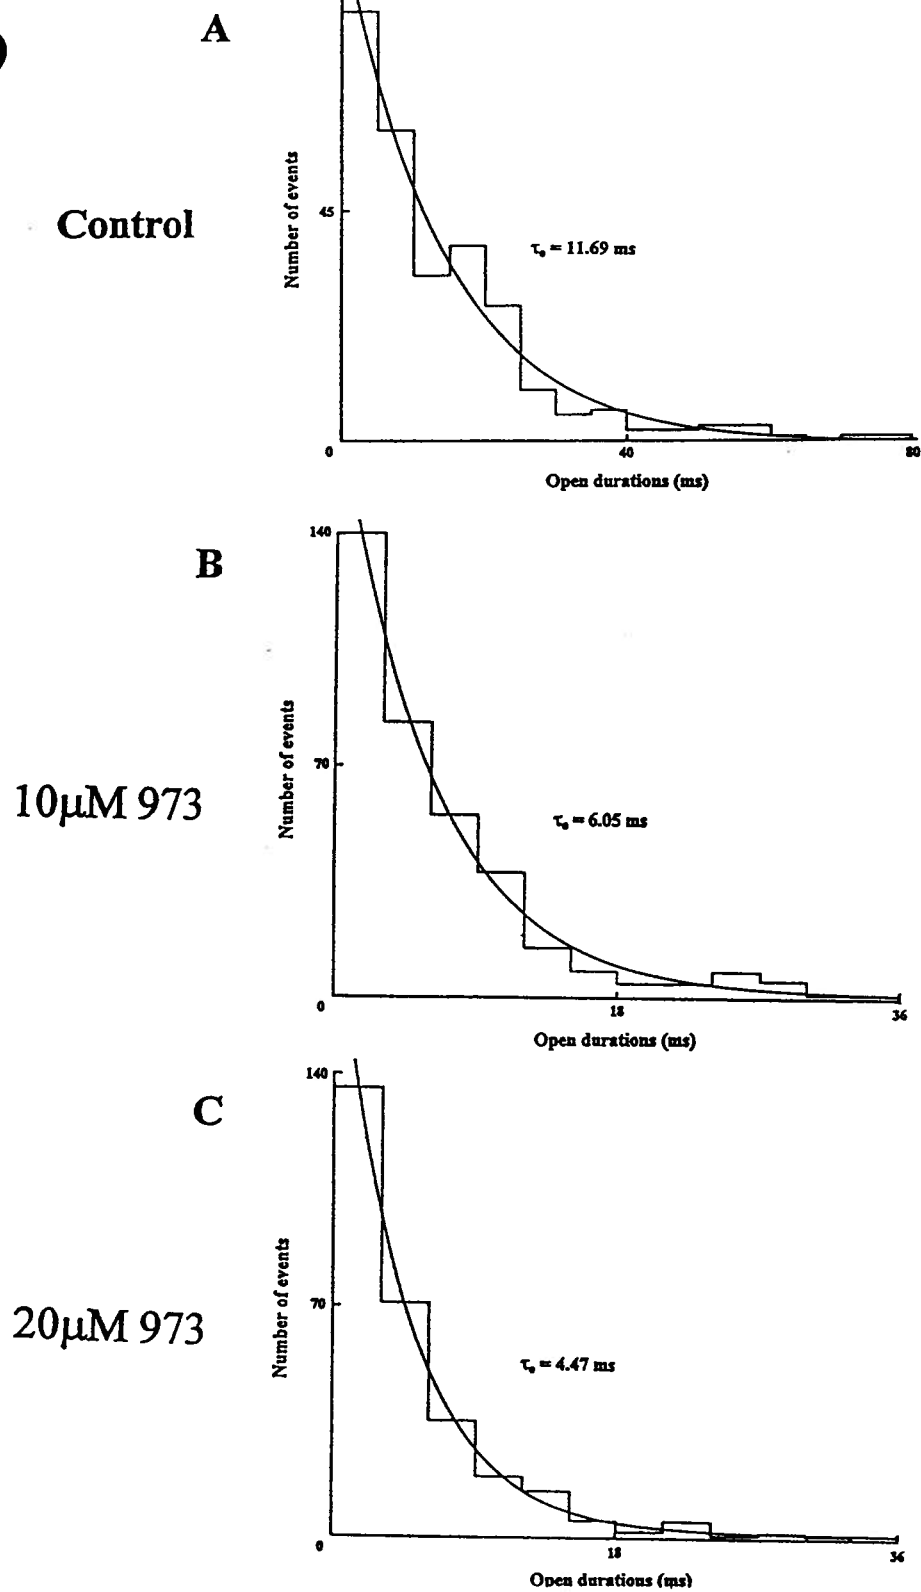 A
Number of events
Control
45
τₒ = 11.69 ms
0 40 80
Open durations (ms)
140
B
Number of events
70
10μM 973
τₒ = 6.05 ms
0 18 36
Open durations (ms)
140
C
Number of events
70
20μM 973
τₒ = 4.47 ms
0 18 36
Open durations (ms)